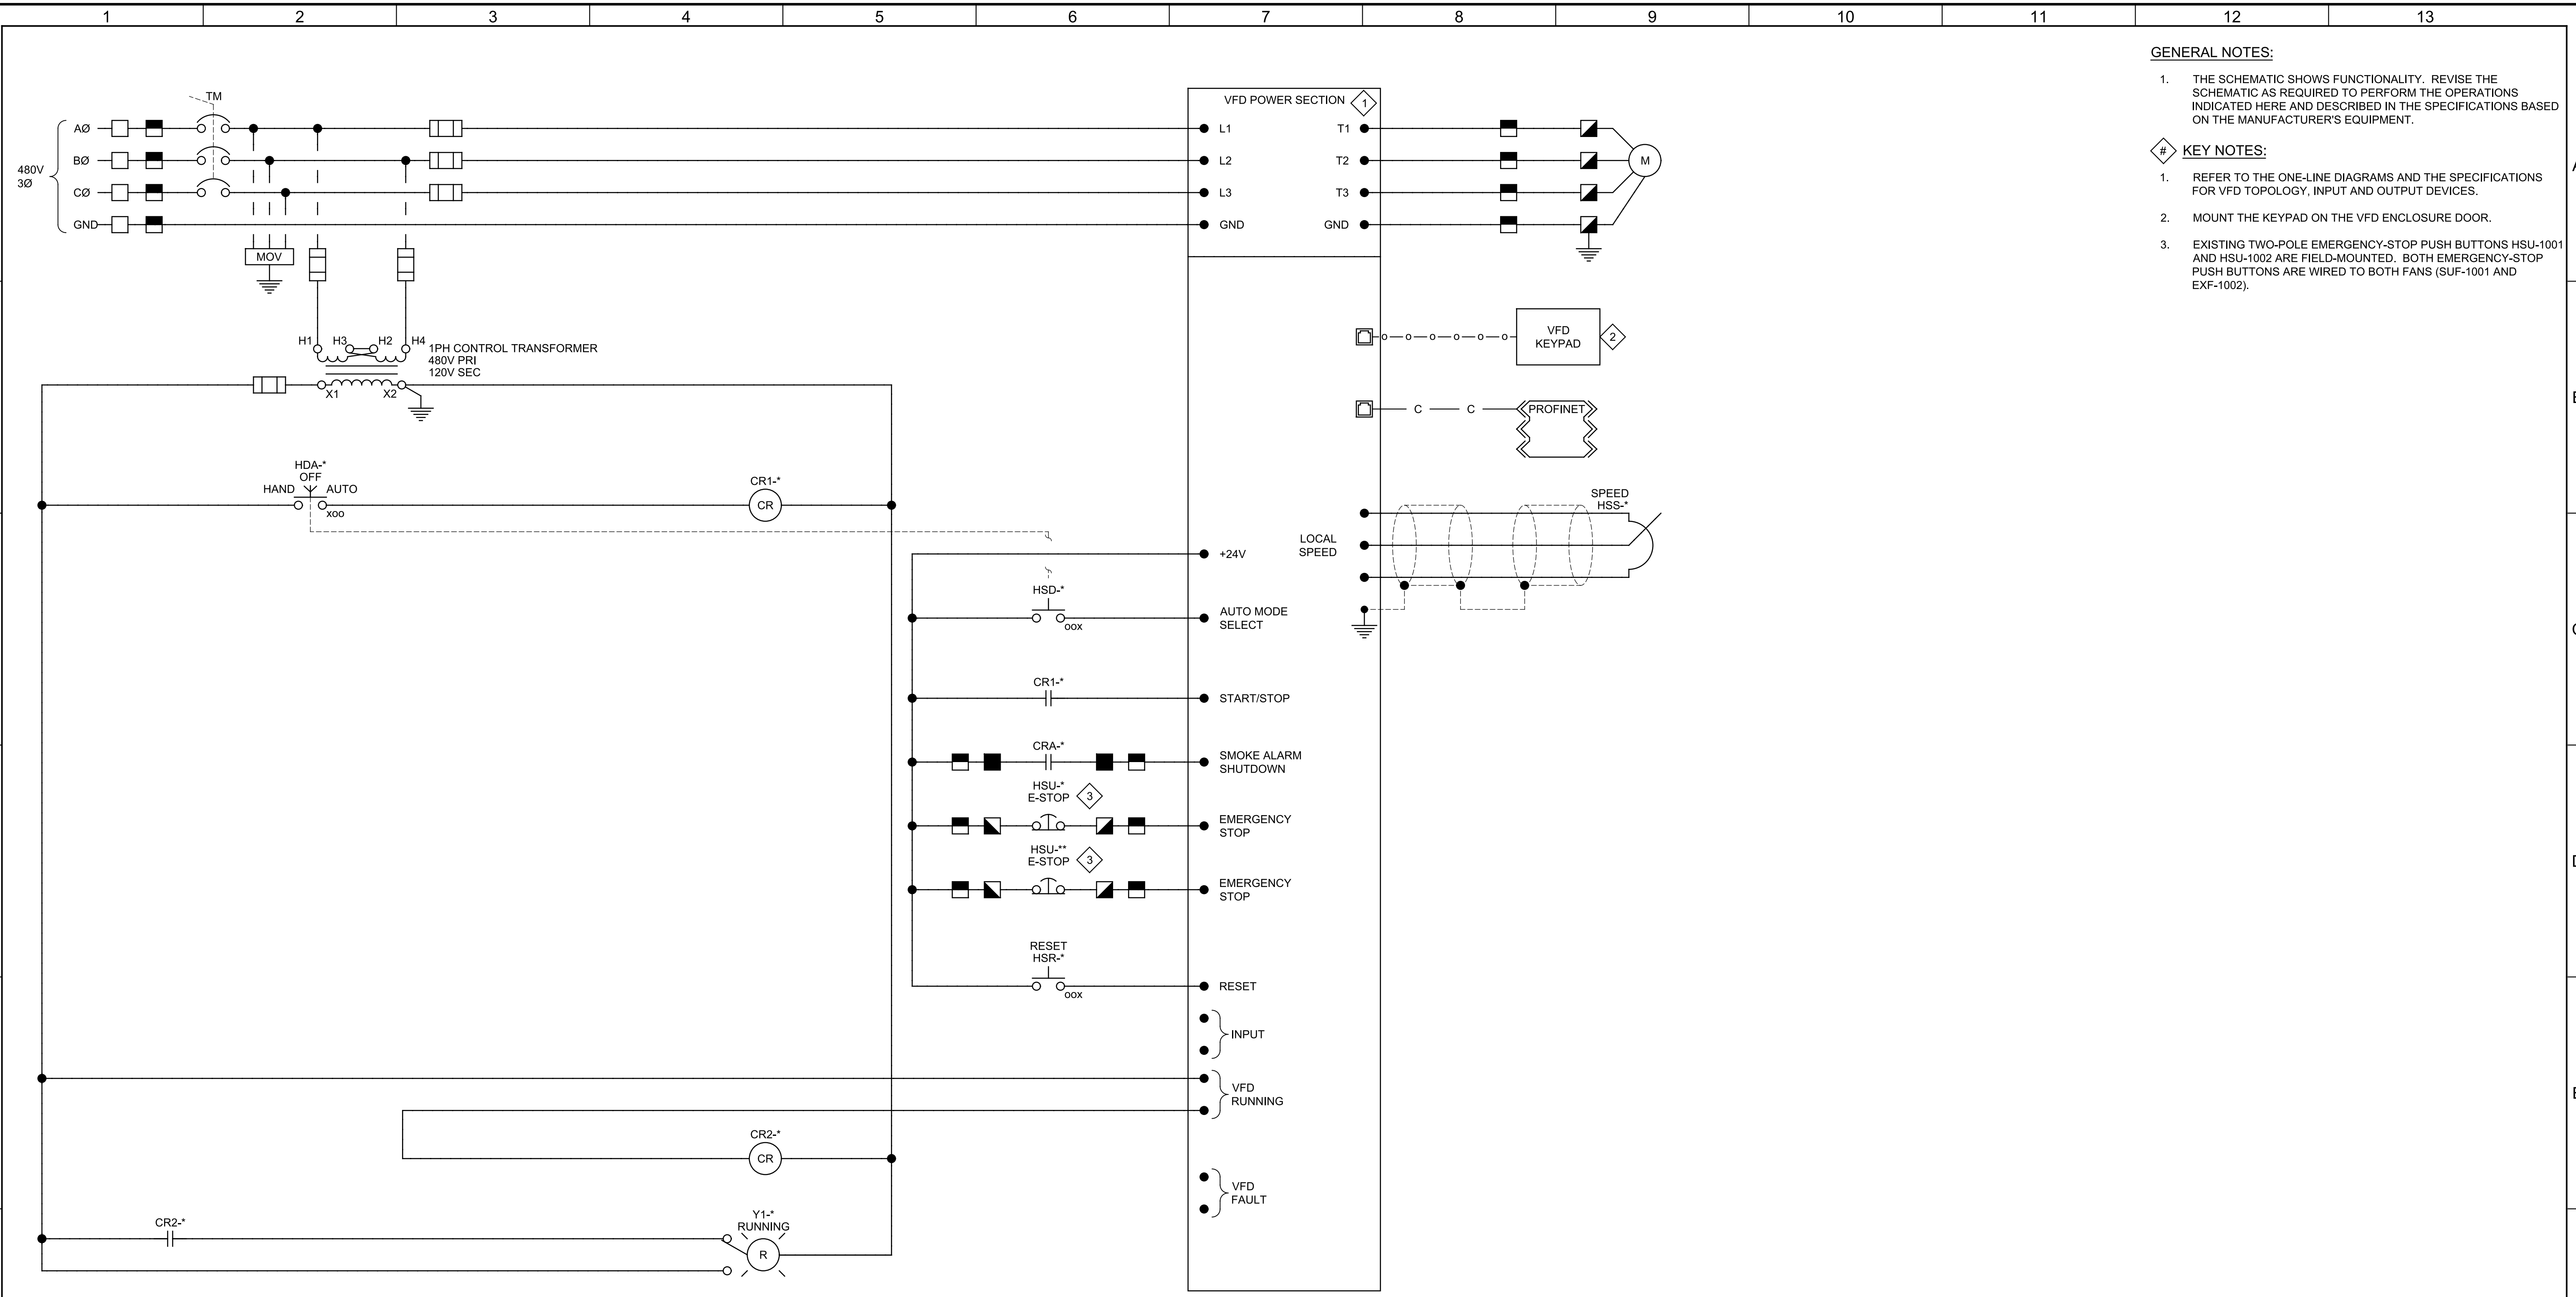 1 2 3 4 5 6 7 8 9 10 11 12 13
GENERAL NOTES:
1. THE SCHEMATIC SHOWS FUNCTIONALITY. REVISE THE
SCHEMATIC AS REQUIRED TO PERFORM THE OPERATIONS
INDICATED HERE AND DESCRIBED IN THE SPECIFICATIONS BASED
ON THE MANUFACTURER'S EQUIPMENT.
# KEY NOTES:
1. REFER TO THE ONE-LINE DIAGRAMS AND THE SPECIFICATIONS
FOR VFD TOPOLOGY, INPUT AND OUTPUT DEVICES.
2. MOUNT THE KEYPAD ON THE VFD ENCLOSURE DOOR.
3. EXISTING TWO-POLE EMERGENCY-STOP PUSH BUTTONS HSU-1001
AND HSU-1002 ARE FIELD-MOUNTED. BOTH EMERGENCY-STOP
PUSH BUTTONS ARE WIRED TO BOTH FANS (SUF-1001 AND
EXF-1002).
TM
480V
3Ø
AØ
BØ
CØ
GND
MOV
H1 H3 H2 H4
1PH CONTROL TRANSFORMER
480V PRI
120V SEC
X1 X2
HDA-*
OFF
HAND AUTO
xoo
CR1-*
CR
VFD POWER SECTION 1
L1 T1
L2 T2
L3 T3
GND GND
M
VFD
KEYPAD
2
o o o o o o
C C
PROFINET
SPEED
HSS-*
LOCAL
SPEED
+24V
HSD-*
oox
AUTO MODE
SELECT
CR1-*
START/STOP
CRA-*
SMOKE ALARM
SHUTDOWN
HSU-*
E-STOP 3
EMERGENCY
STOP
HSU-**
E-STOP 3
EMERGENCY
STOP
RESET
HSR-*
oox
RESET
INPUT
VFD
RUNNING
CR2-*
CR
VFD
FAULT
CR2-*
Y1-*
RUNNING
R